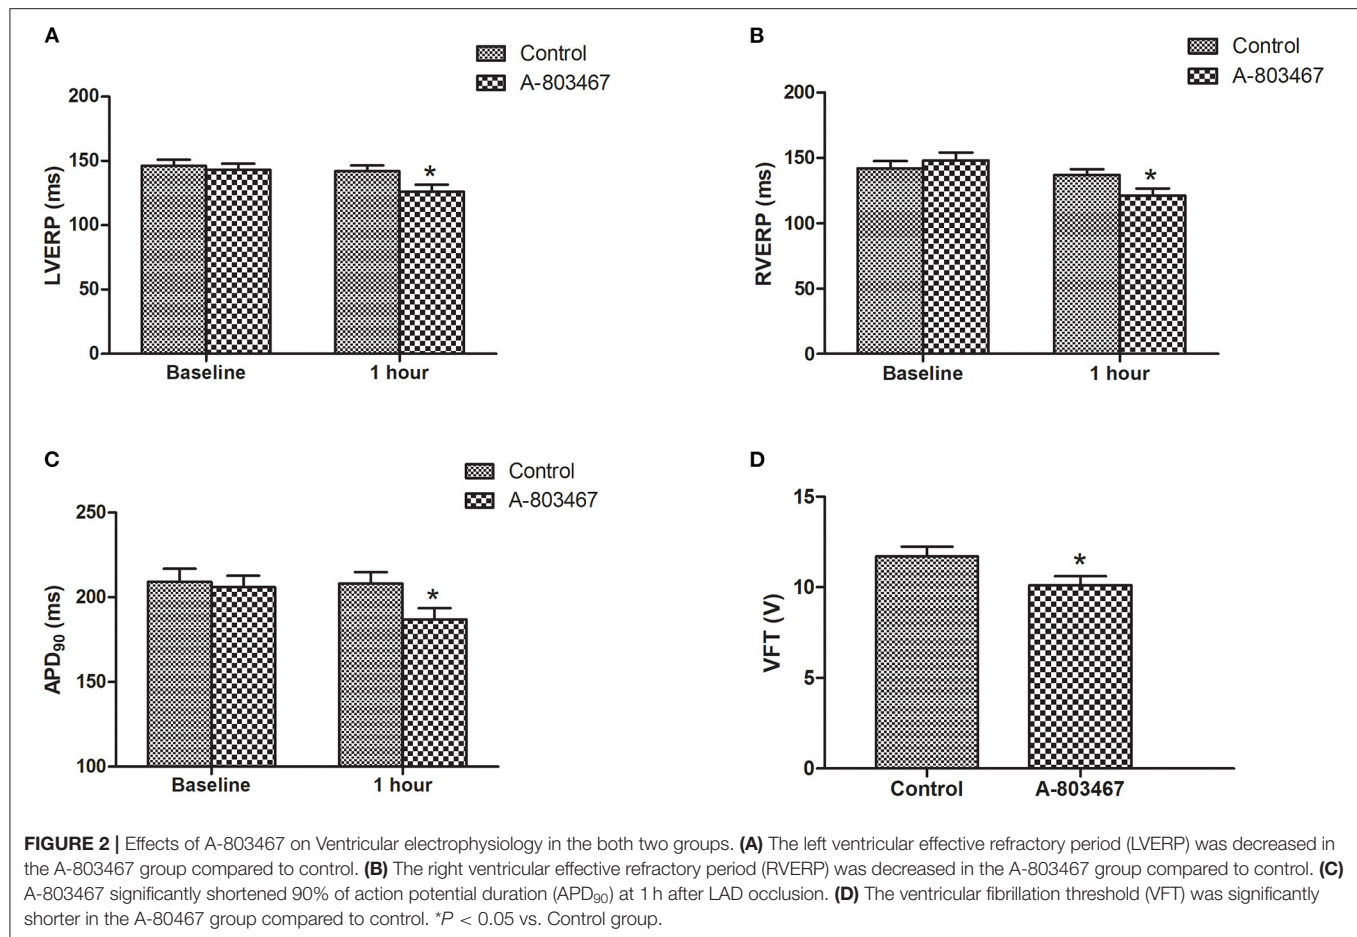 A
Control
A-803467
200
150
100
50
0
LVERP (ms)
*
Baseline
1 hour
B
Control
A-803467
200
150
100
50
0
RVERP (ms)
*
Baseline
1 hour
C
Control
A-803467
250
200
150
100
APD90 (ms)
*
Baseline
1 hour
D
15
10
5
0
VFT (V)
*
Control
A-803467
FIGURE 2 | Effects of A-803467 on Ventricular electrophysiology in the both two groups. (A) The left ventricular effective refractory period (LVERP) was decreased in
the A-803467 group compared to control. (B) The right ventricular effective refractory period (RVERP) was decreased in the A-803467 group compared to control. (C)
A-803467 significantly shortened 90% of action potential duration (APD90) at 1 h after LAD occlusion. (D) The ventricular fibrillation threshold (VFT) was significantly
shorter in the A-80467 group compared to control. *P < 0.05 vs. Control group.